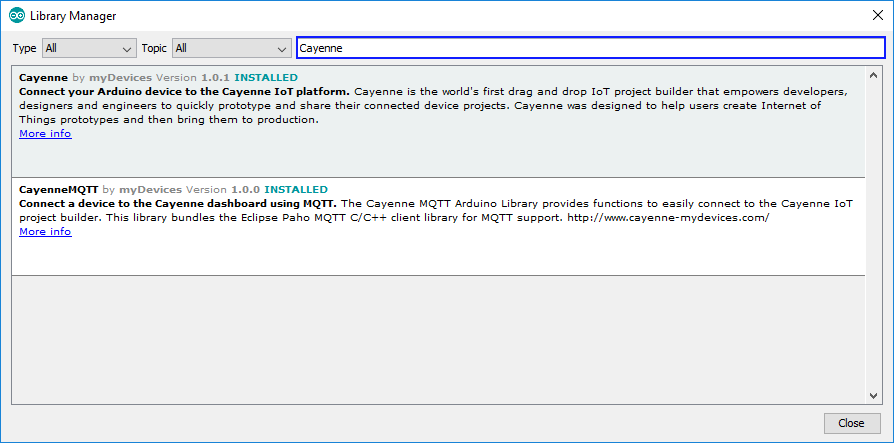 Library Manager
Type All Topic All Cayenne
Cayenne by myDevices Version 1.0.1 INSTALLED
Connect your Arduino device to the Cayenne IoT platform. Cayenne is the world's first drag and drop IoT project builder that empowers developers,
designers and engineers to quickly prototype and share their connected device projects. Cayenne was designed to help users create Internet of
Things prototypes and then bring them to production.
More info
CayenneMQTT by myDevices Version 1.0.0 INSTALLED
Connect a device to the Cayenne dashboard using MQTT. The Cayenne MQTT Arduino Library provides functions to easily connect to the Cayenne IoT
project builder. This library bundles the Eclipse Paho MQTT C/C++ client library for MQTT support. http://www.cayenne-mydevices.com/
More info
Close